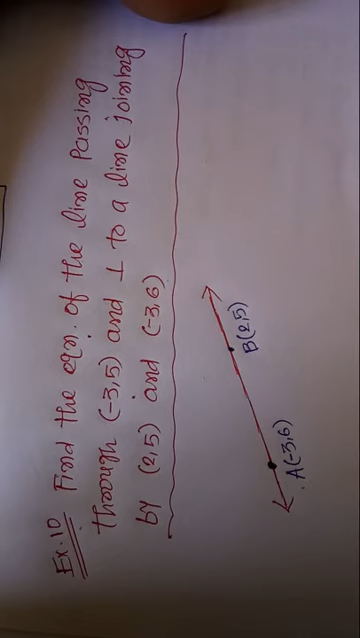 Ex.10 Find the eqn. of the line Passing
through (-3,5) and ⊥ to a line joining
by (2,5) and (-3,6)
A(-3,6)
B(2,5)